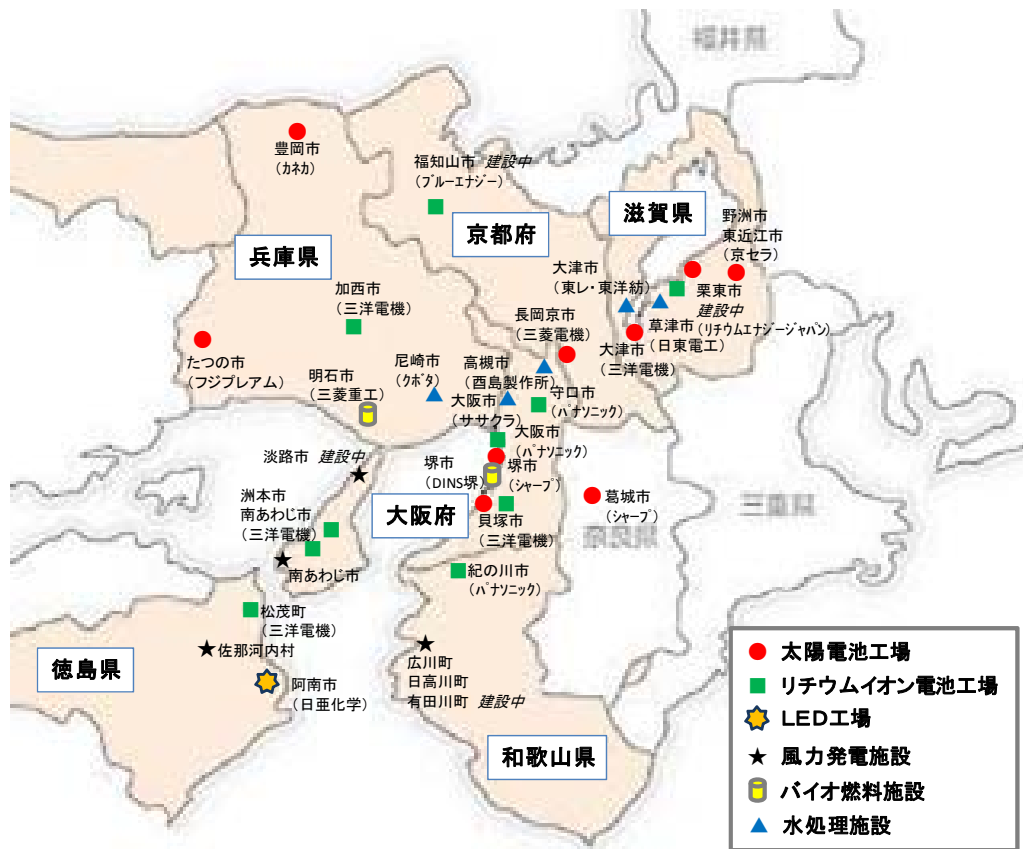 福井県
豊岡市
（カネカ）
福知山市 建設中
（ブルーエナジー）
滋賀県
京都府
野洲市
東近江市
（京セラ）
兵庫県
大津市
（東レ・東洋紡）
加西市
（三洋電機）
栗東市
建設中
（リチウムエナジージャパン）
長岡京市
（三菱電機）
草津市
（日東電工）
たつの市
（フジプレアム）
尼崎市
（クボタ）
高槻市
（酉島製作所）
大津市
（三洋電機）
明石市
（三菱重工）
大阪市
（ササクラ）
守口市
（パナソニック）
大阪市
（パナソニック）
淡路市 建設中
堺市
（DINS堺）
堺市
（シャープ）
洲本市
南あわじ市
（三洋電機）
大阪府
葛城市
（シャープ）
三重県
貝塚市
（三洋電機）
奈良県
南あわじ市
紀の川市
（パナソニック）
松茂町
（三洋電機）
佐那河内村
徳島県
阿南市
（日亜化学）
広川町
日高川町
有田川町 建設中
和歌山県
太陽電池工場
リチウムイオン電池工場
ＬＥＤ工場
風力発電施設
バイオ燃料施設
水処理施設